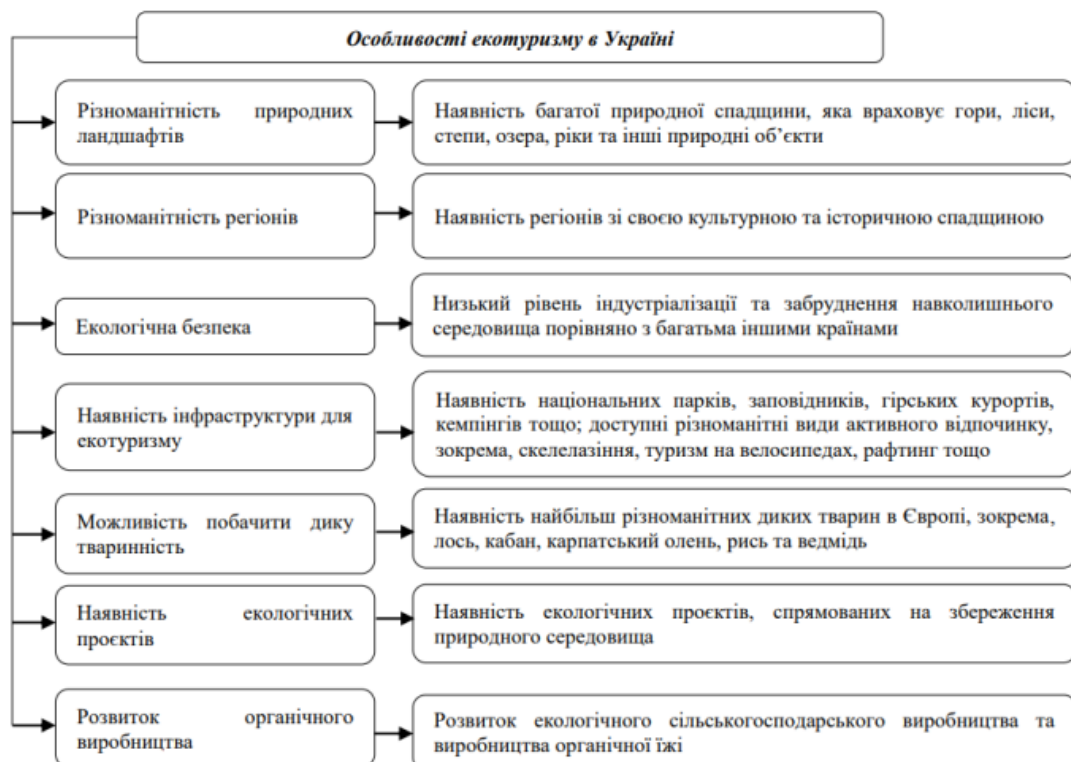 Особливості екотуризму в Україні
Різноманітність природних
ландшафтів
Наявність багатої природної спадщини, яка враховує гори, ліси,
степи, озера, ріки та інші природні об’єкти
Різноманітність регіонів
Наявність регіонів зі своєю культурною та історичною спадщиною
Екологічна безпека
Низький рівень індустріалізації та забруднення навколишнього
середовища порівняно з багатьма іншими країнами
Наявність інфраструктури для
екотуризму
Наявність національних парків, заповідників, гірських курортів,
кемпінгів тощо; доступні різноманітні види активного відпочинку,
зокрема, скелелазіння, туризм на велосипедах, рафтинг тощо
Можливість побачити дику
тваринність
Наявність найбільш різноманітних диких тварин в Європі, зокрема,
лось, кабан, карпатський олень, рись та ведмідь
Наявність екологічних
проєктів
Наявність екологічних проєктів, спрямованих на збереження
природного середовища
Розвиток органічного
виробництва
Розвиток екологічного сільськогосподарського виробництва та
виробництва органічної їжі